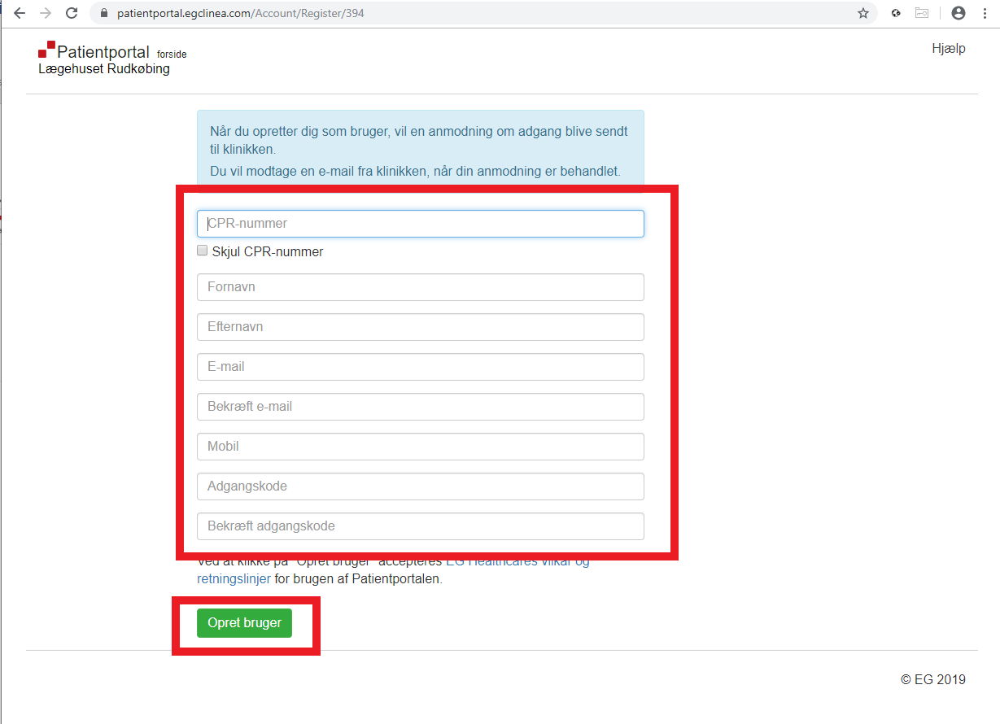 patientportal.egclinea.com/Account/Register/394
Patientportal forside
Hjælp
Lægehuset Rudkøbing
Når du opretter dig som bruger, vil en anmodning om adgang blive sendt
til klinikken.
Du vil modtage en e-mail fra klinikken, når din anmodning er behandlet.
CPR-nummer
Skjul CPR-nummer
Fornavn
Efternavn
E-mail
Bekræft e-mail
Mobil
Adgangskode
Bekræft adgangskode
Ved at klikke på "Opret bruger" accepteres EG Healthcares vilkår og
retningslinjer for brugen af Patientportalen.
Opret bruger
© EG 2019